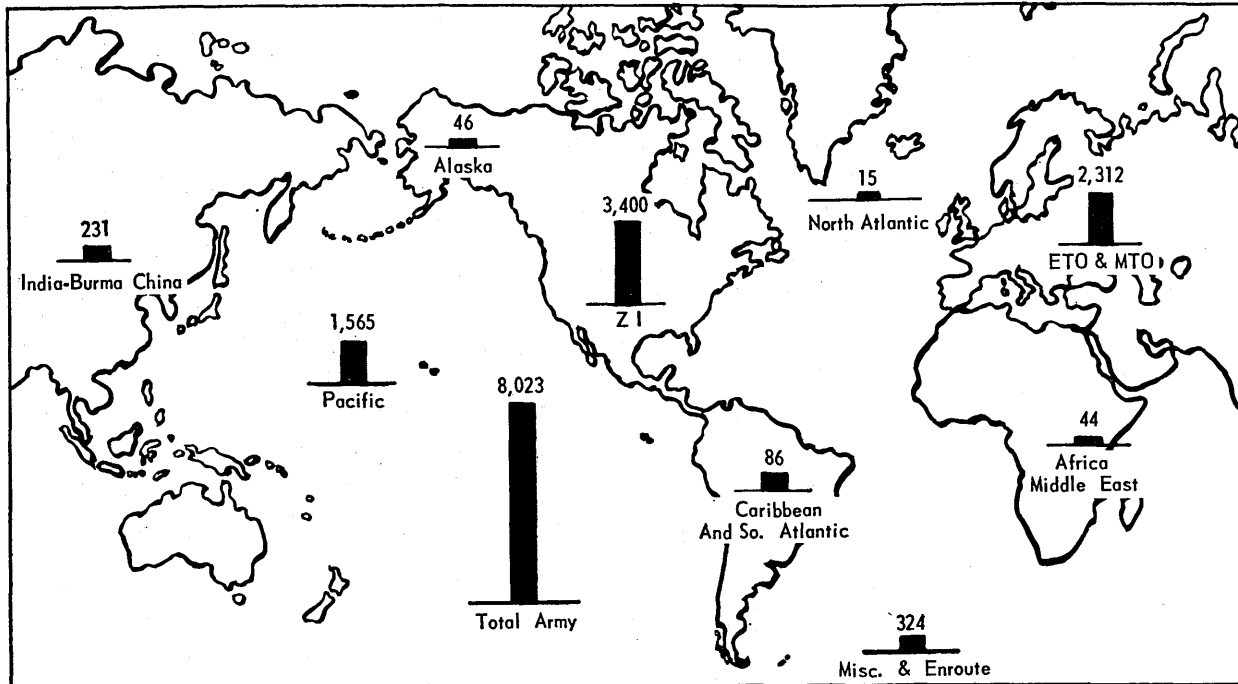 46
Alaska
15
North Atlantic
2,312
ETO & MTO
3,400
Z I
231
India-Burma China
1,565
Pacific
8,023
Total Army
86
Caribbean
And So. Atlantic
44
Africa
Middle East
324
Misc. & Enroute